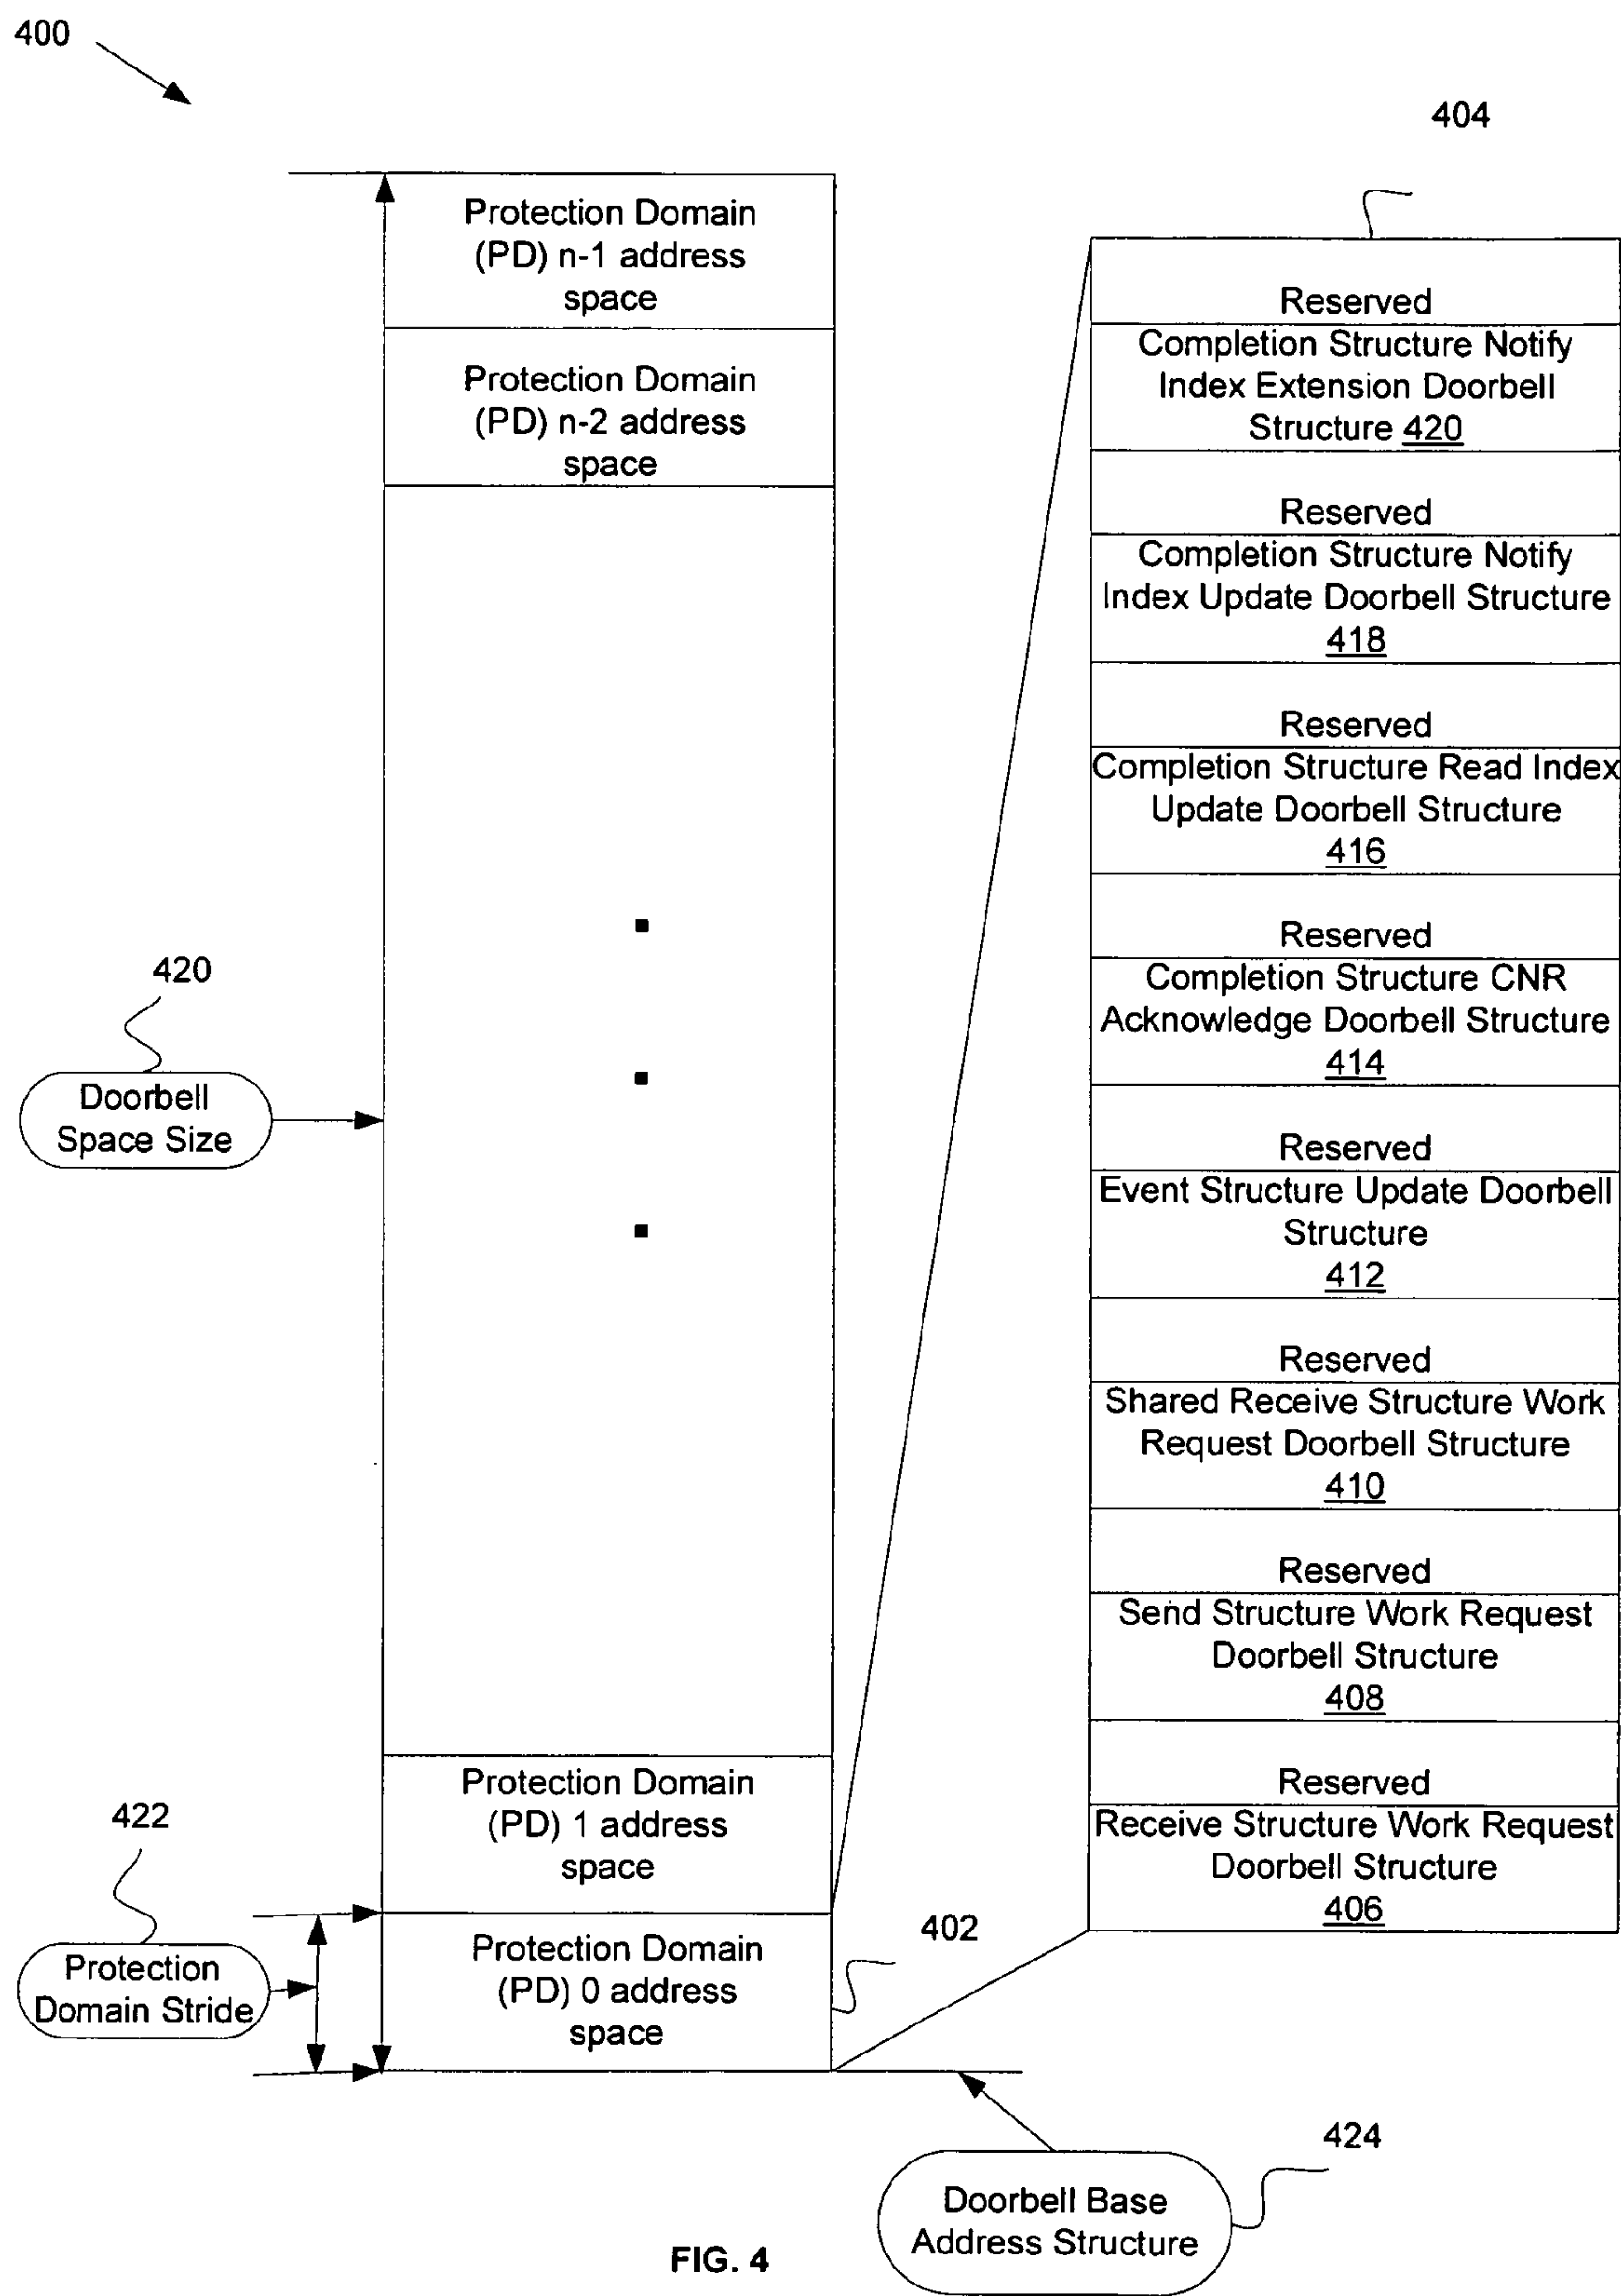 400
404
Protection Domain
(PD) n-1 address
space
Protection Domain
(PD) n-2 address
space
420
Doorbell
Space Size
Protection Domain
(PD) 1 address
space
422
Protection
Domain Stride
Protection Domain
(PD) 0 address
space
402
Reserved
Completion Structure Notify
Index Extension Doorbell
Structure 420
Reserved
Completion Structure Notify
Index Update Doorbell Structure
418
Reserved
Completion Structure Read Index
Update Doorbell Structure
416
Reserved
Completion Structure CNR
Acknowledge Doorbell Structure
414
Reserved
Event Structure Update Doorbell
Structure
412
Reserved
Shared Receive Structure Work
Request Doorbell Structure
410
Reserved
Send Structure Work Request
Doorbell Structure
408
Reserved
Receive Structure Work Request
Doorbell Structure
406
424
Doorbell Base
Address Structure
FIG. 4